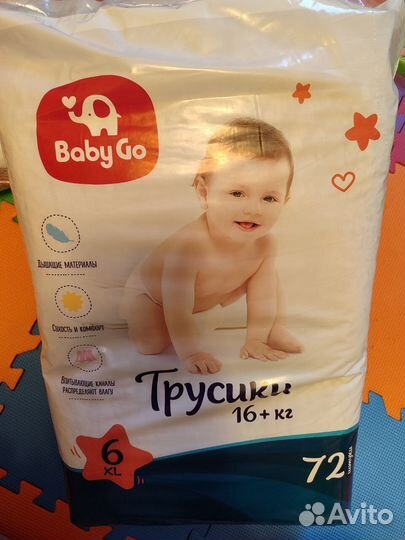 Baby Go
ДЫШАЩИЕ МАТЕРИАЛЫ
СУХОСТЬ И КОМФОРТ
ВПИТЫВАЮЩИЕ КАНАЛЫ
РАСПРЕДЕЛЯЮТ ВЛАГУ
Трусики
16+ кг
6
XL
72
Avito